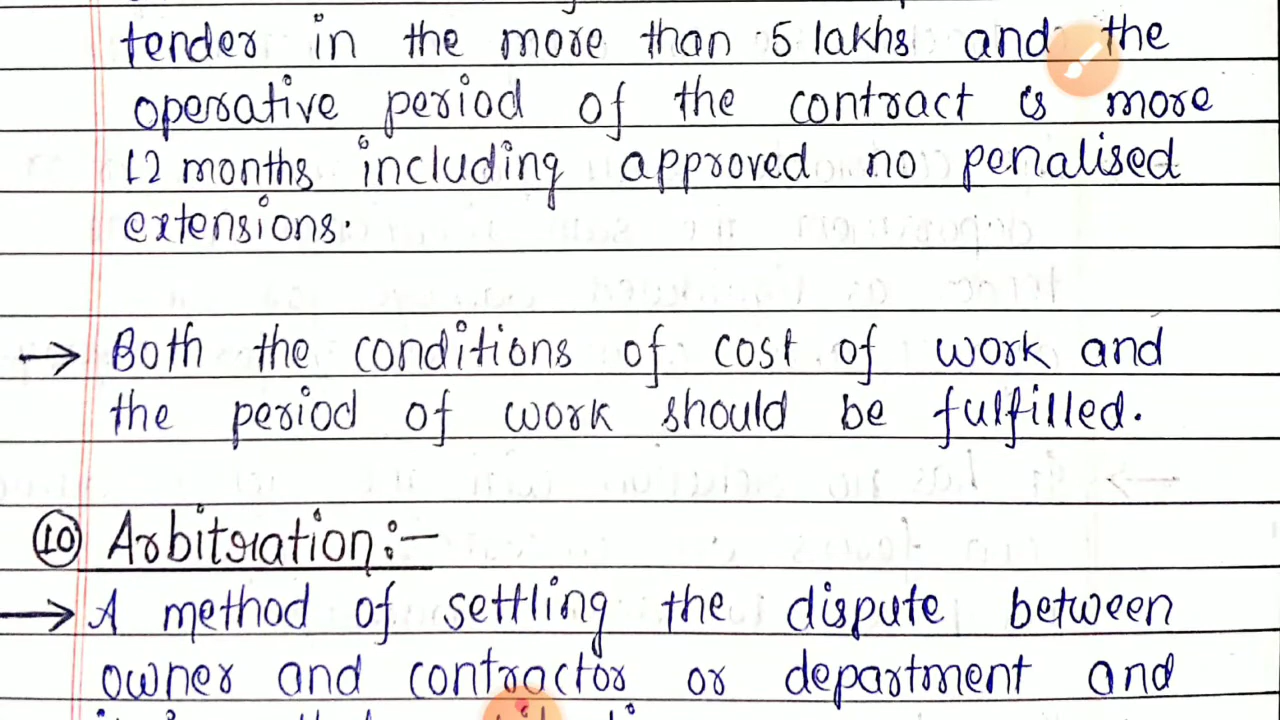 tender in the more than 5 lakhs and the
operative period of the contract is more
12 months including approved no penalised
extensions.
→ Both the conditions of cost of work and
the period of work should be fulfilled.
10 Arbitration :-
→ A method of settling the dispute between
owner and contractor or department and